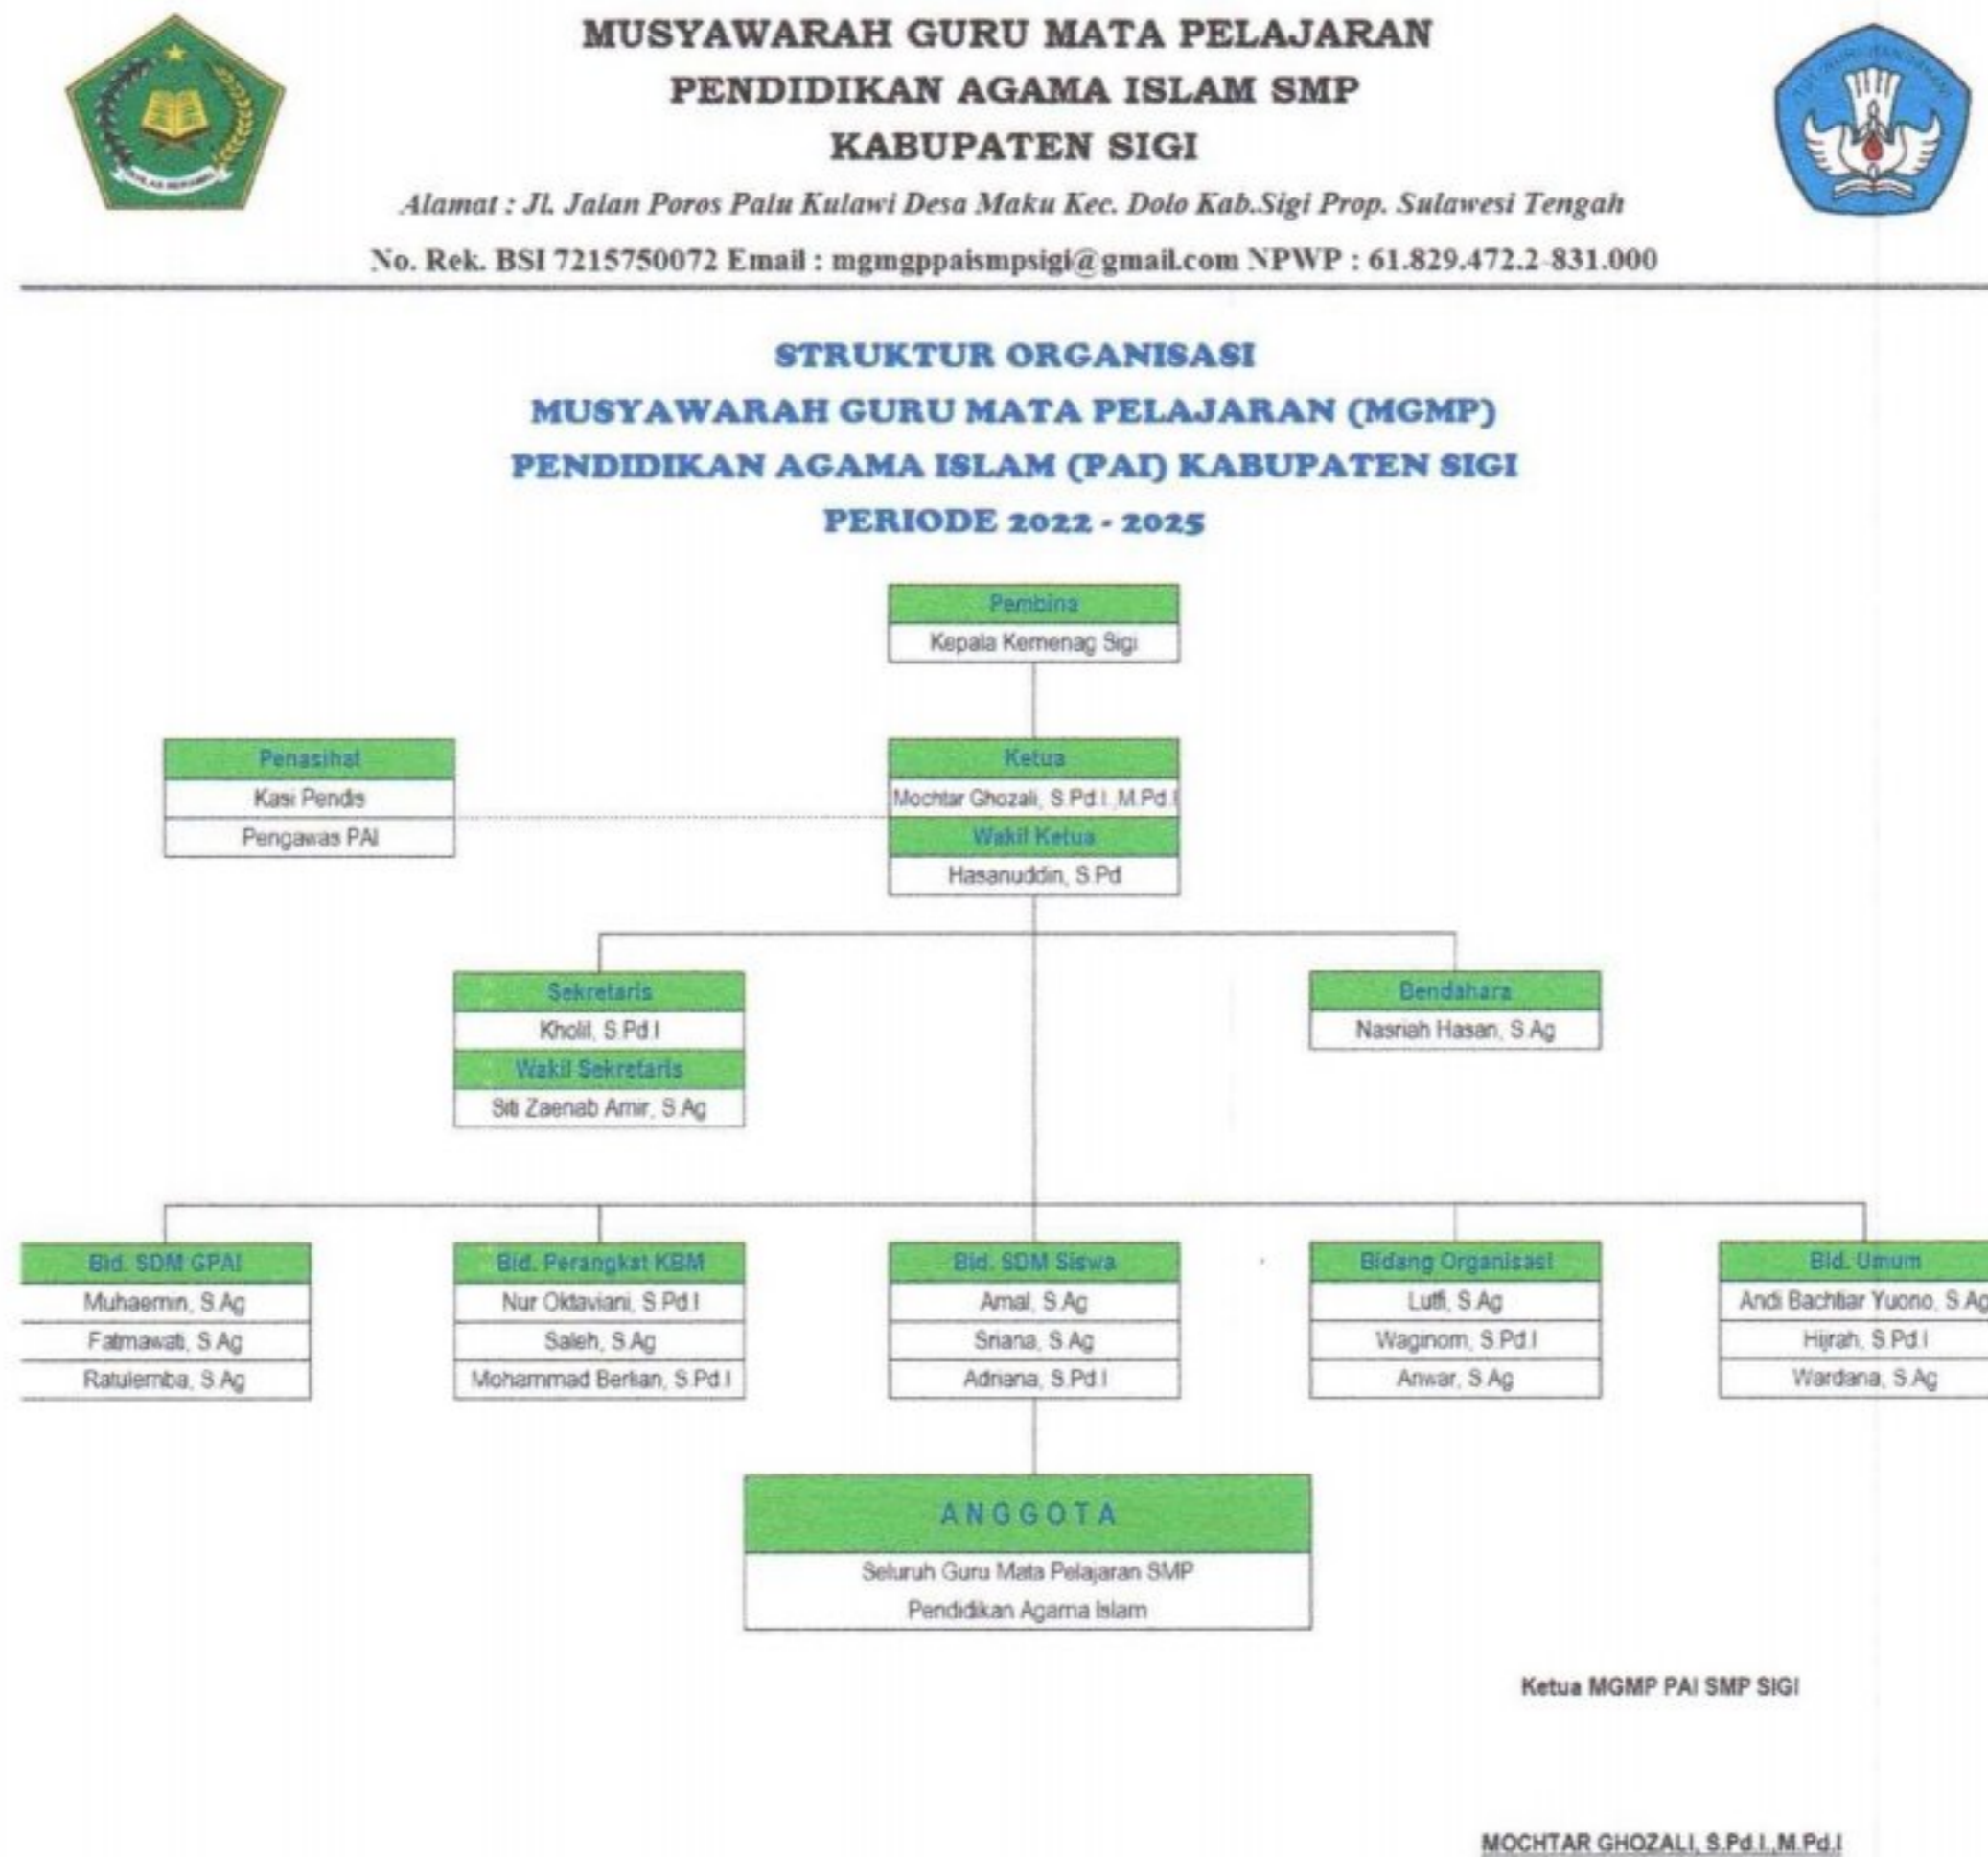 MUSYAWARAH GURU MATA PELAJARAN
PENDIDIKAN AGAMA ISLAM SMP
KABUPATEN SIGI
Alamat : Jl. Jalan Poros Palu Kulawi Desa Maku Kec. Dolo Kab.Sigi Prop. Sulawesi Tengah
No. Rek. BSI 7215750072 Email : mgmgppaismpsigi@gmail.com NPWP : 61.829.472.2-831.000
IKHLAS BERAMAL
TUT WURI HANDAYANI
STRUKTUR ORGANISASI
MUSYAWARAH GURU MATA PELAJARAN (MGMP)
PENDIDIKAN AGAMA ISLAM (PAI) KABUPATEN SIGI
PERIODE 2022 - 2025
Pembina
Kepala Kemenag Sigi
Penasihat
Kasi Pendis
Pengawas PAI
Ketua
Mochtar Ghozali, S.Pd.I.,M.Pd.I
Wakil Ketua
Hasanuddin, S.Pd
Sekretaris
Kholil, S.Pd.I
Wakil Sekretaris
Siti Zaenab Amir, S.Ag
Bendahara
Nasriah Hasan, S.Ag
Bid. SDM GPAI
Muhaemin, S.Ag
Fatmawati, S.Ag
Ratulemba, S.Ag
Bid. Perangkat KBM
Nur Oktaviani, S.Pd.I
Saleh, S.Ag
Mohammad Berlian, S.Pd.I
Bid. SDM Siswa
Amal, S.Ag
Sriana, S.Ag
Adriana, S.Pd.I
Bidang Organisasi
Lutfi, S.Ag
Waginom, S.Pd.I
Anwar, S.Ag
Bid. Umum
Andi Bachtiar Yuono, S.Ag
Hijrah, S.Pd.I
Wardana, S.Ag
ANGGOTA
Seluruh Guru Mata Pelajaran SMP
Pendidikan Agama Islam
Ketua MGMP PAI SMP SIGI
MOCHTAR GHOZALI, S.Pd.I.,M.Pd.I